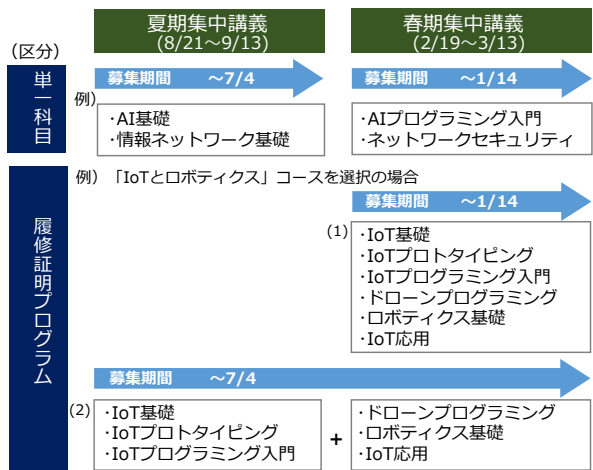 夏期集中講義
(8/21～9/13)
春期集中講義
(2/19～3/13)
(区分)
単一科目
募集期間　～7/4
募集期間　～1/14
例)
・AI基礎
・情報ネットワーク基礎
・AIプログラミング入門
・ネットワークセキュリティ
履修証明プログラム
例) 「IoTとロボティクス」コースを選択の場合
募集期間　～1/14
(1)
・IoT基礎
・IoTプロトタイピング
・IoTプログラミング入門
・ドローンプログラミング
・ロボティクス基礎
・IoT応用
募集期間　～7/4
(2)
・IoT基礎
・IoTプロトタイピング
・IoTプログラミング入門
+
・ドローンプログラミング
・ロボティクス基礎
・IoT応用